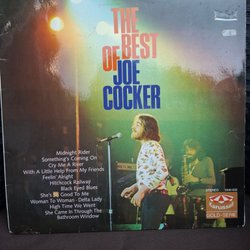 THE
BEST
OF
JOE
COCKER
Midnight Rider
Something's Coming On
Cry Me A River
With A Little Help From My Friends
Feelin' Alright
Hitchcock Railway
Black Eyed Blues
She's So Good To Me
Woman To Woman · Delta Lady
High Time We Went
She Came In Through The
Bathroom Window
STEREO
Karussell
GOLD-SERIE